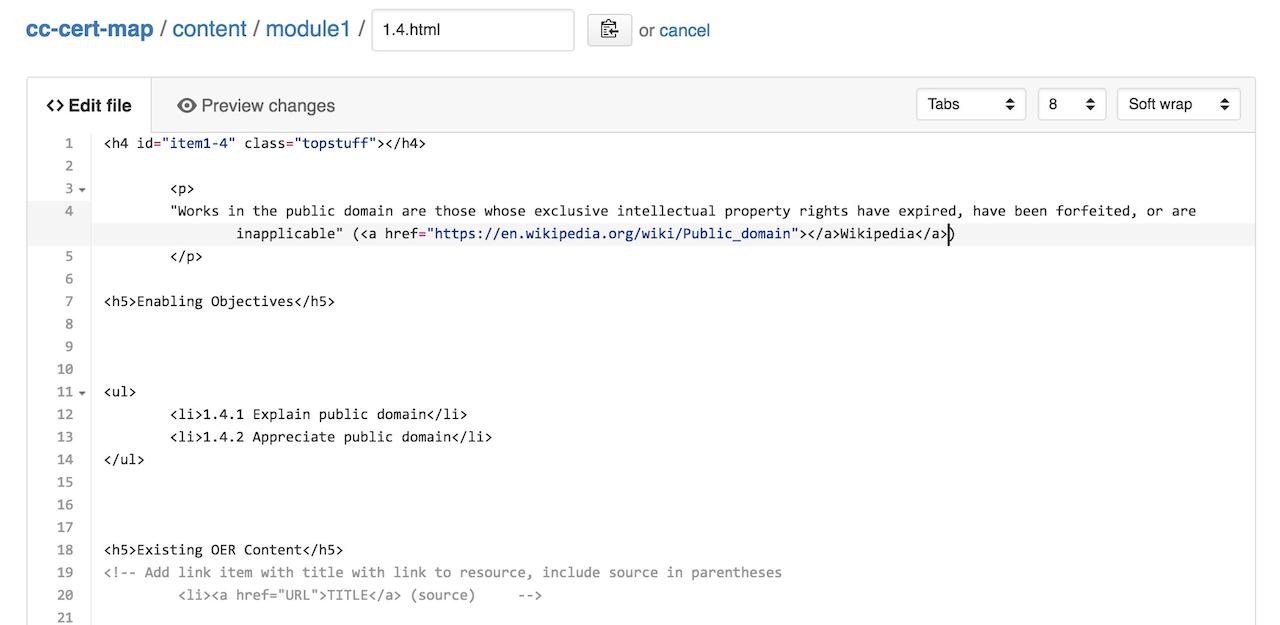 cc-cert-map / content / module1 / 1.4.html or cancel
<> Edit file Preview changes Tabs 8 Soft wrap
1 <h4 id="item1-4" class="topstuff"></h4>
2
3 <p>
4 "Works in the public domain are those whose exclusive intellectual property rights have expired, have been forfeited, or are
inapplicable" (<a href="https://en.wikipedia.org/wiki/Public_domain"></a>Wikipedia</a>)
5 </p>
6
7 <h5>Enabling Objectives</h5>
8
9
10
11 <ul>
12 <li>1.4.1 Explain public domain</li>
13 <li>1.4.2 Appreciate public domain</li>
14 </ul>
15
16
17
18 <h5>Existing OER Content</h5>
19 <!-- Add link item with title with link to resource, include source in parentheses
20 <li><a href="URL">TITLE</a> (source) -->
21